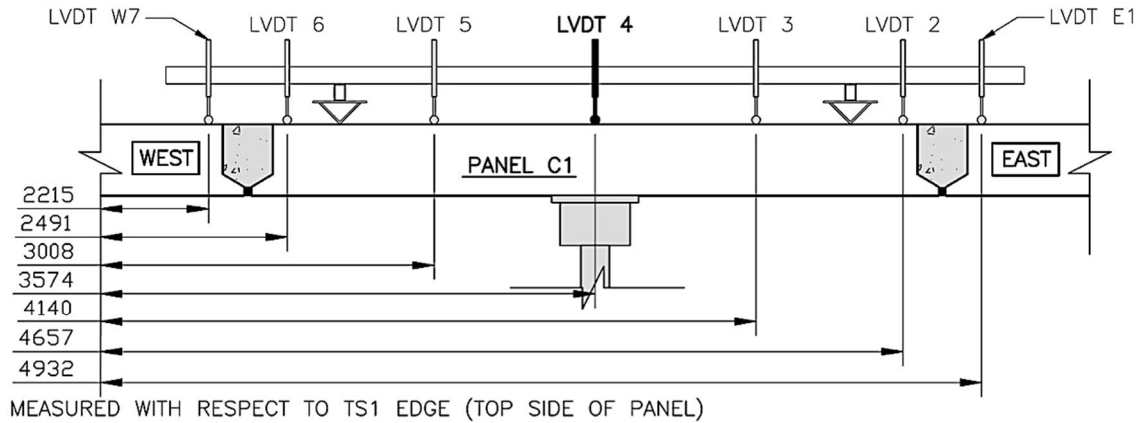 LVDT W7
LVDT 6
LVDT 5
LVDT 4
LVDT 3
LVDT 2
LVDT E1
WEST
PANEL C1
EAST
2215
2491
3008
3574
4140
4657
4932
MEASURED WITH RESPECT TO TS1 EDGE (TOP SIDE OF PANEL)